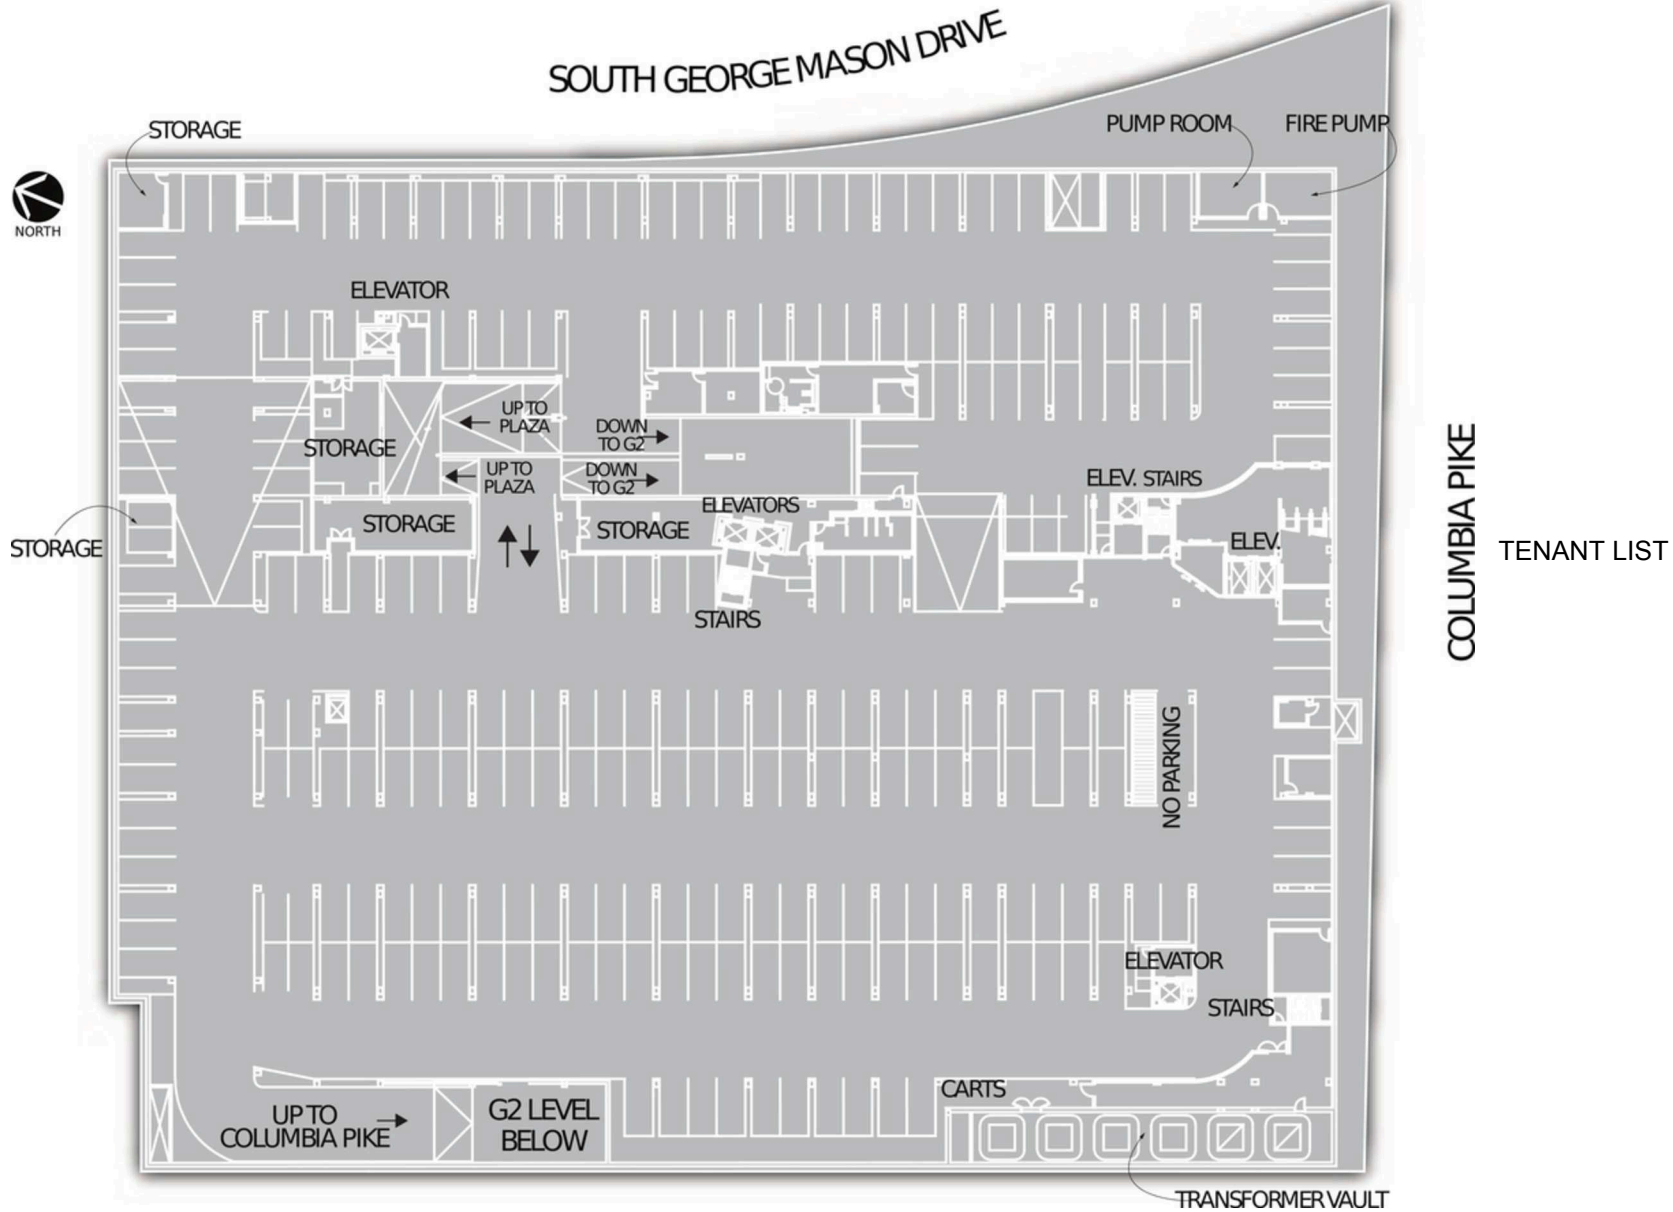 SOUTH GEORGE MASON DRIVE
STORAGE
PUMP ROOM
FIRE PUMP
NORTH
ELEVATOR
UP TO
PLAZA
DOWN
TO G2
STORAGE
UP TO
PLAZA
DOWN
TO G2
ELEV. STAIRS
ELEVATORS
STORAGE
STORAGE
STORAGE
ELEV.
COLUMBIA PIKE
TENANT LIST
STAIRS
NO PARKING
ELEVATOR
STAIRS
CARTS
UP TO
COLUMBIA PIKE
G2 LEVEL
BELOW
TRANSFORMER VAULT